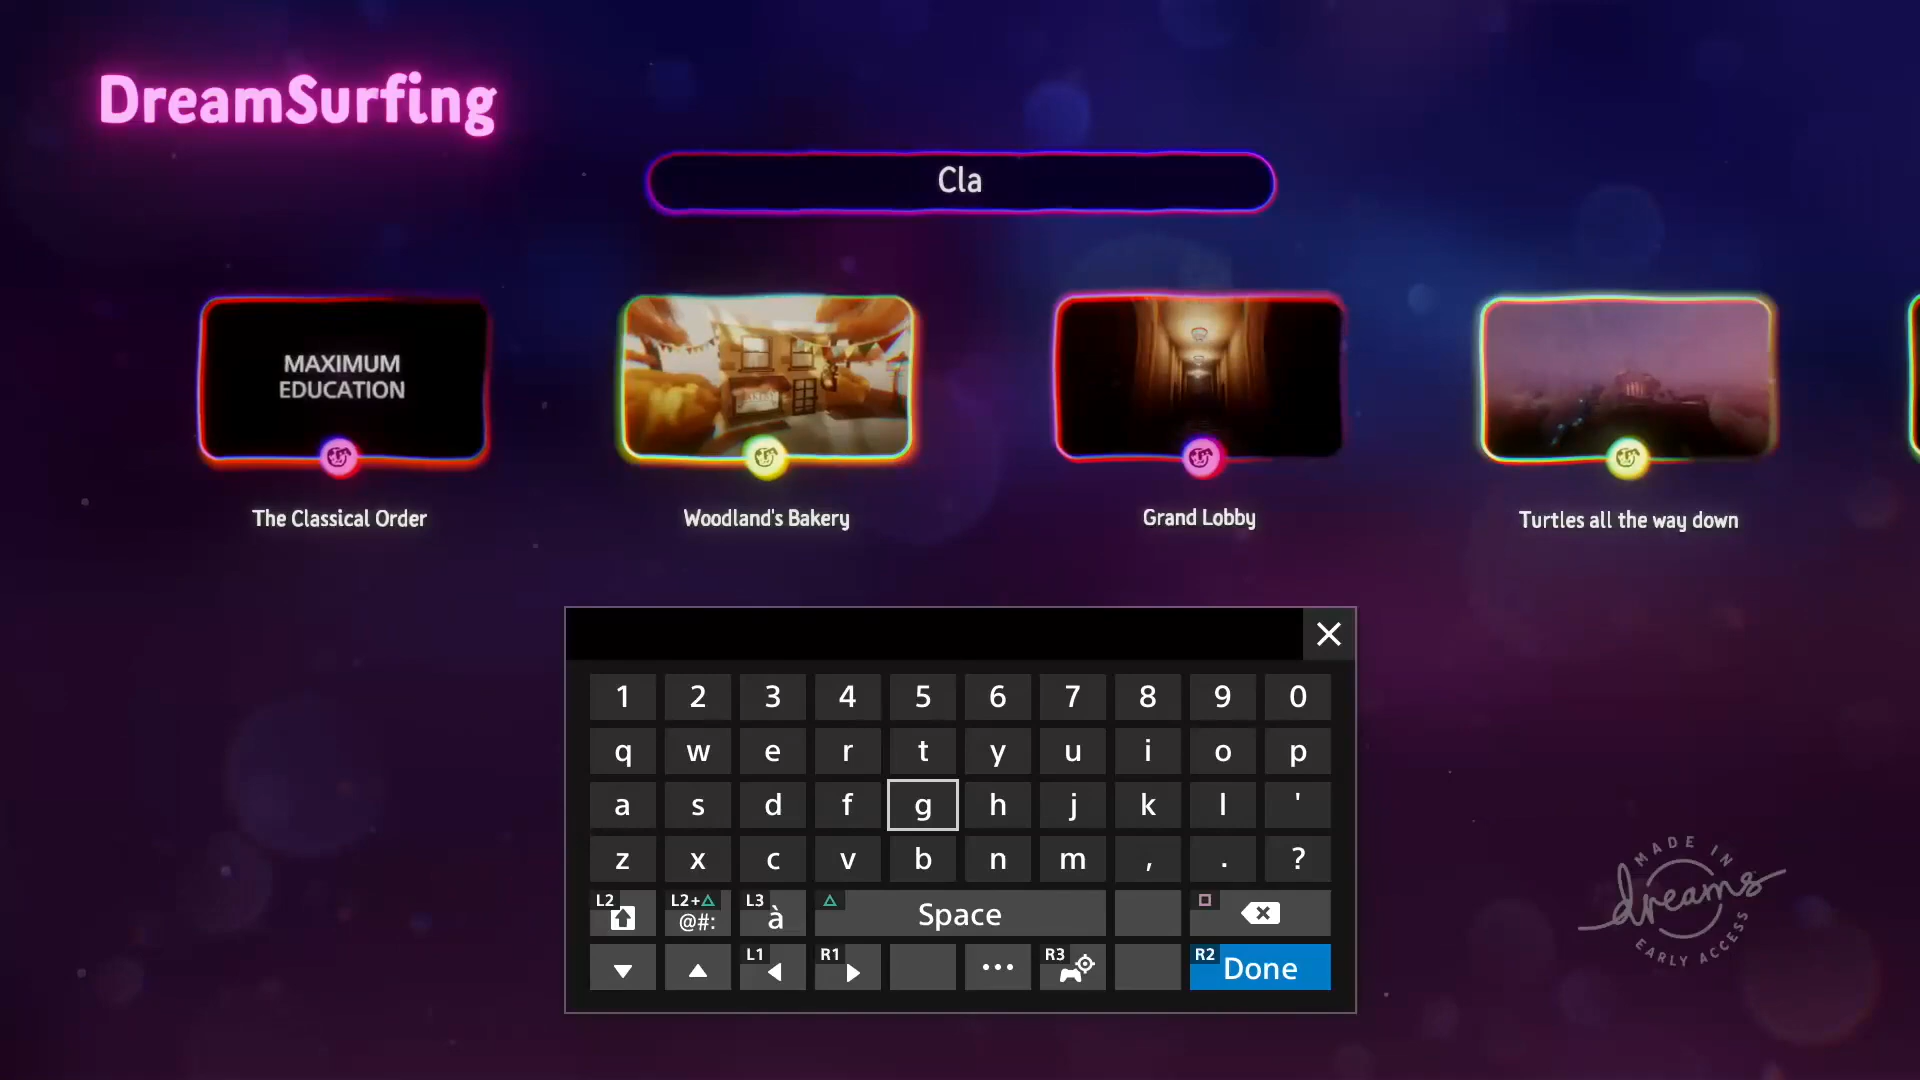 DreamSurfing
Cla
MAXIMUM
EDUCATION
BAKERY
The Classical Order
Woodland's Bakery
Grand Lobby
Turtles all the way down
1 2 3 4 5 6 7 8 9 0
q w e r t y u i o p
a s d f g h j k l '
z x c v b n m , . ?
L2 L2+△ @#: L3 à △ Space □
L1 R1 ... R3 R2 Done
MADE IN
dreams
EARLY ACCESS